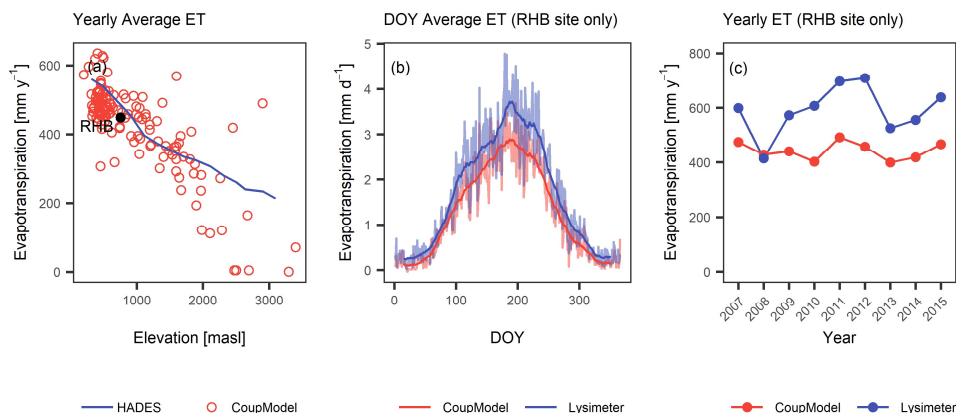 Yearly Average ET
DOY Average ET (RHB site only)
Yearly ET (RHB site only)
Evapotranspiration [mm y⁻¹]
600
400
200
0
(a)
RHB
1000
2000
3000
Elevation [masl]
Evapotranspiration [mm d⁻¹]
5
4
3
2
1
0
(b)
0
100
200
300
DOY
Evapotranspiration [mm y⁻¹]
800
600
400
200
0
(c)
2007
2008
2009
2010
2011
2012
2013
2014
2015
Year
HADES
CoupModel
CoupModel
Lysimeter
CoupModel
Lysimeter